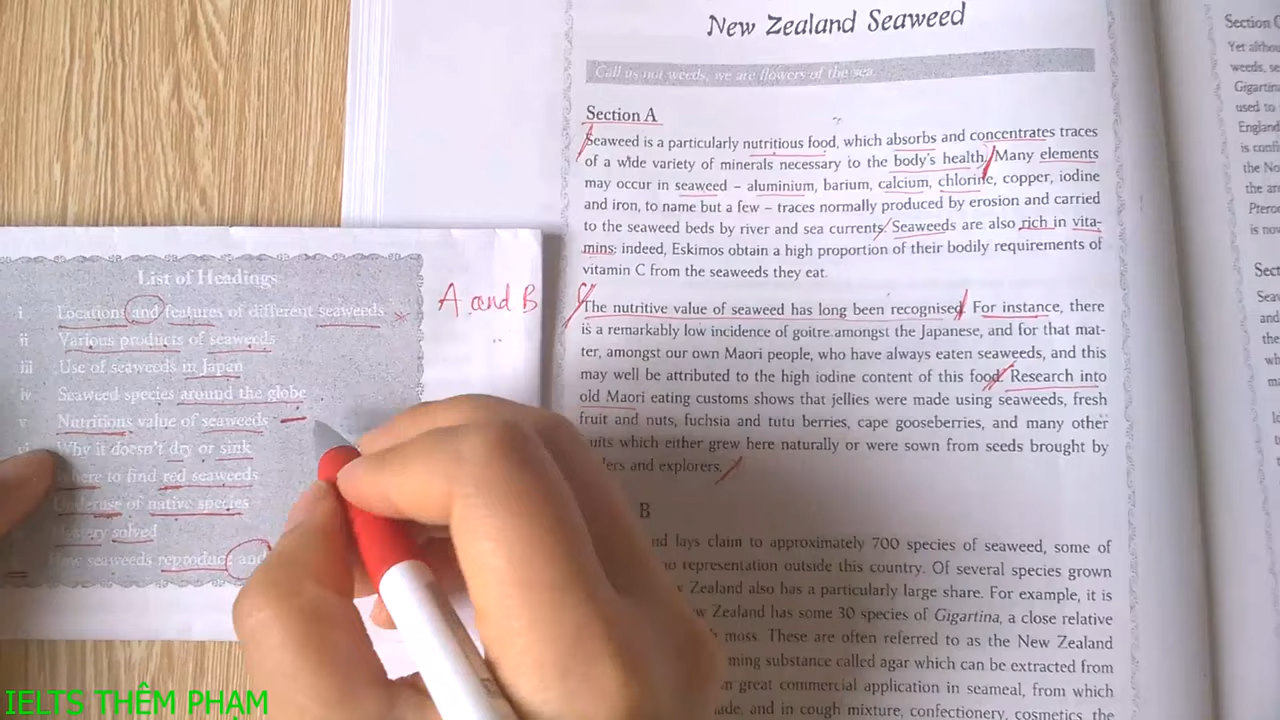 New Zealand Seaweed
Call us not weeds, we are flowers of the sea.
Section A
Seaweed is a particularly nutritious food, which absorbs and concentrates traces
of a wide variety of minerals necessary to the body's health. Many elements
may occur in seaweed – aluminium, barium, calcium, chlorine, copper, iodine
and iron, to name but a few – traces normally produced by erosion and carried
to the seaweed beds by river and sea currents. Seaweeds are also rich in vita-
mins: indeed, Eskimos obtain a high proportion of their bodily requirements of
vitamin C from the seaweeds they eat.
The nutritive value of seaweed has long been recognised. For instance, there
is a remarkably low incidence of goitre amongst the Japanese, and for that mat-
ter, amongst our own Maori people, who have always eaten seaweeds, and this
may well be attributed to the high iodine content of this food. Research into
old Maori eating customs shows that jellies were made using seaweeds, fresh
fruit and nuts, fuchsia and tutu berries, cape gooseberries, and many other
uits which either grew here naturally or were sown from seeds brought by
ers and explorers.
B
nd lays claim to approximately 700 species of seaweed, some of
no representation outside this country. Of several species grown
Zealand also has a particularly large share. For example, it is
w Zealand has some 30 species of Gigartina, a close relative
moss. These are often referred to as the New Zealand
ming substance called agar which can be extracted from
great commercial application in seameal, from which
ade, and in cough mixture, confectionery, cosmetics, the
List of Headings
i Locations and features of different seaweeds
ii Various products of seaweeds
iii Use of seaweeds in Japan
iv Seaweed species around the globe
v Nutritious value of seaweeds
Why it doesn't dry or sink
here to find red seaweeds
of native species
solved
seaweeds reproduce and
A and B
Section
Yet altho
weeds, se
Gigartina
used to
England
is confi
the No
the ar
Ptero
is nov
Sect
Sea
and
the
wh
IELTS THÊM PHẠM